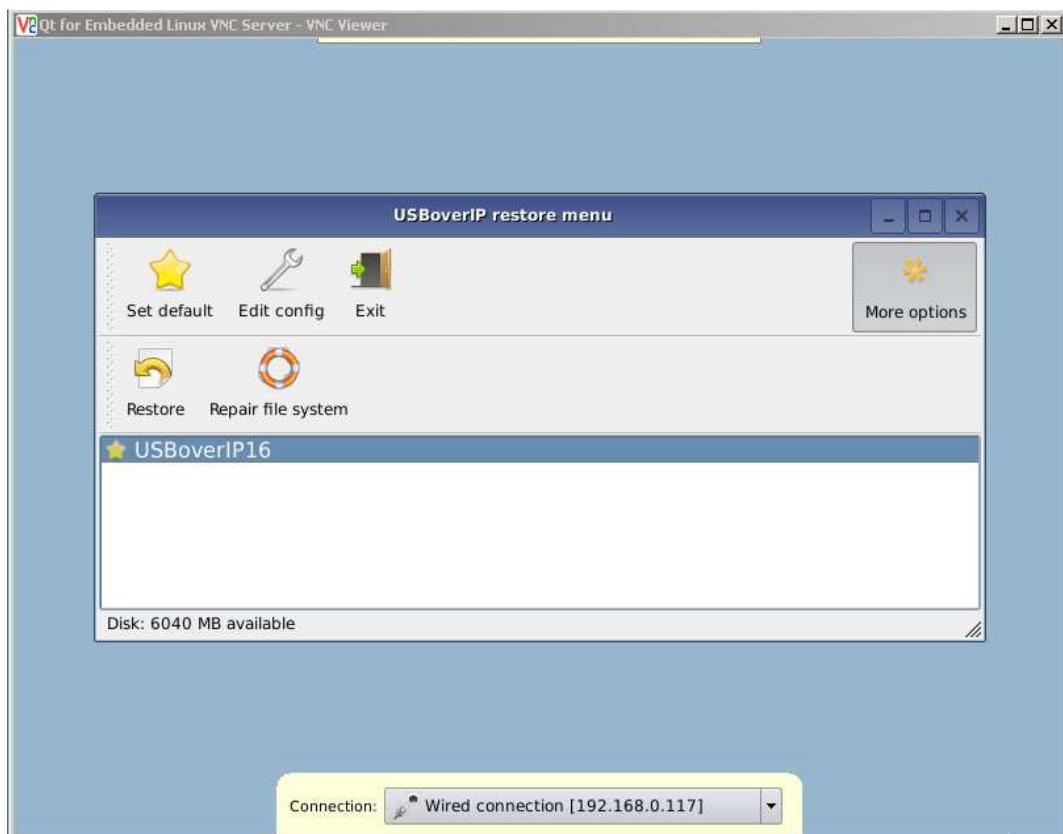 Qt for Embedded Linux VNC Server - VNC Viewer
USBoverIP restore menu
Set default Edit config Exit More options
Restore Repair file system
USBoverIP16
Disk: 6040 MB available
Connection: Wired connection [192.168.0.117]